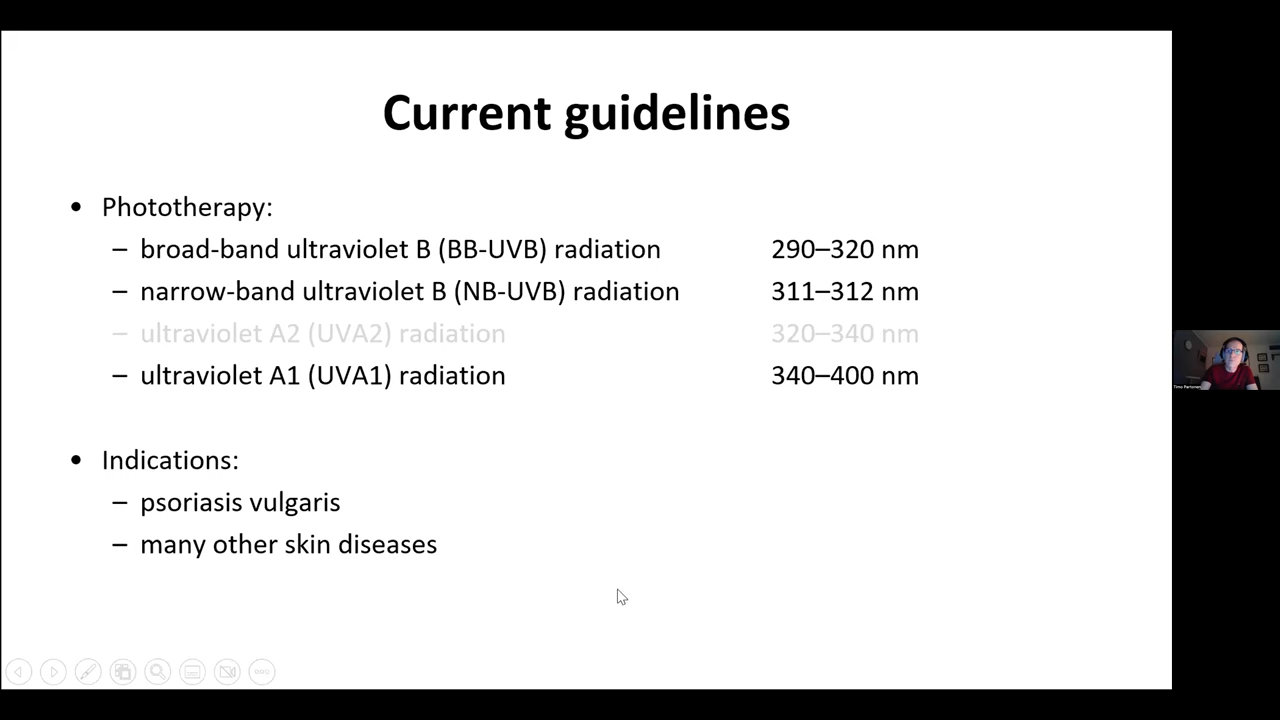 Current guidelines
• Phototherapy:
– broad-band ultraviolet B (BB-UVB) radiation 290–320 nm
– narrow-band ultraviolet B (NB-UVB) radiation 311–312 nm
– ultraviolet A2 (UVA2) radiation 320–340 nm
– ultraviolet A1 (UVA1) radiation 340–400 nm
• Indications:
– psoriasis vulgaris
– many other skin diseases
Timo Partonen